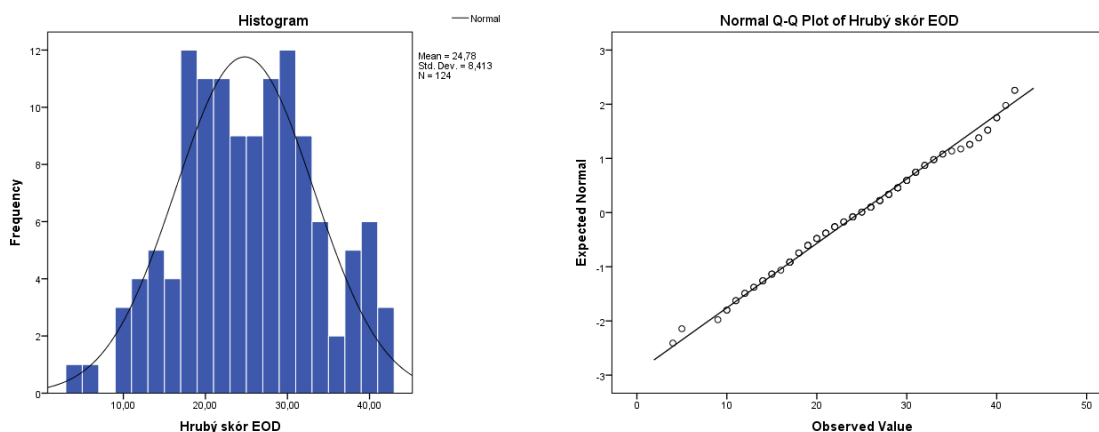 Histogram
Normal
Mean = 24,78
Std. Dev. = 8,413
N = 124
12
10
8
6
4
2
0
Frequency
10,00 20,00 30,00 40,00
Hrubý skór EOD
Normal Q-Q Plot of Hrubý skór EOD
3
2
1
0
-1
-2
-3
Expected Normal
0 10 20 30 40 50
Observed Value